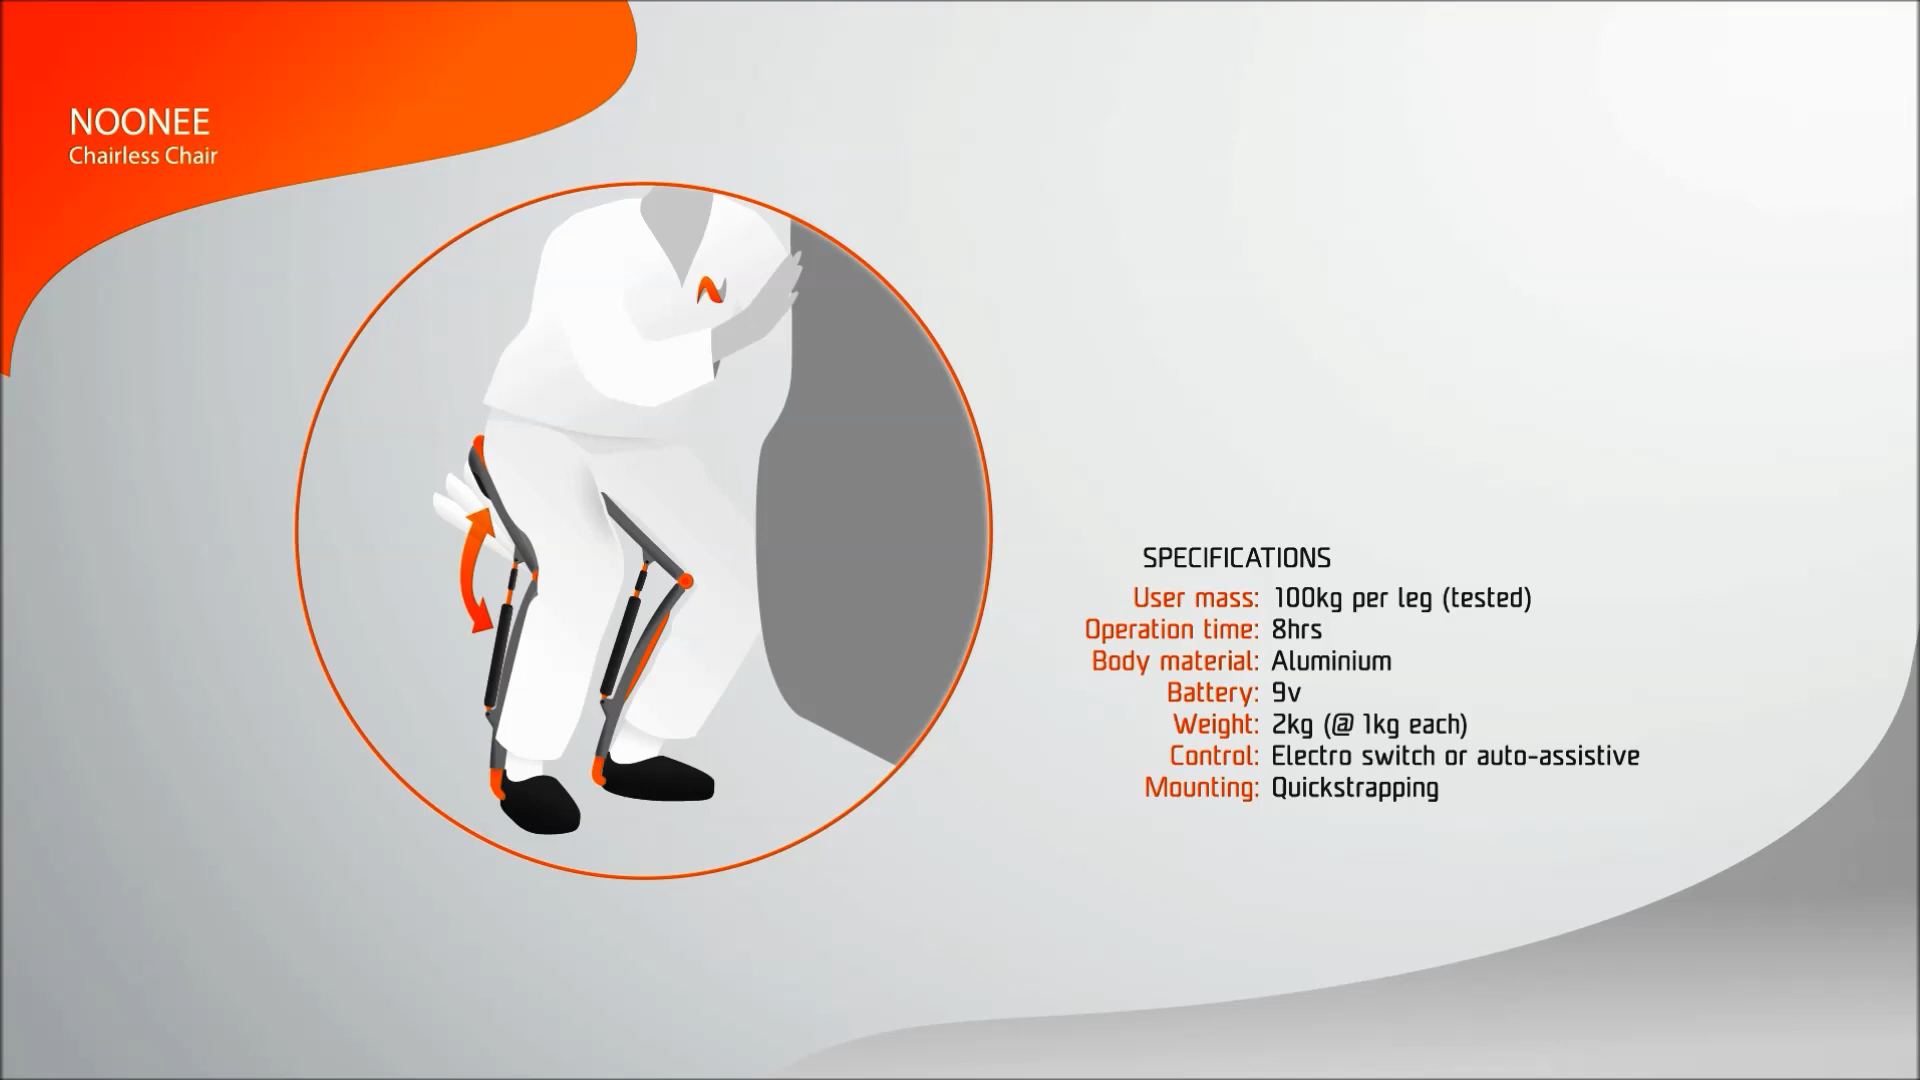 NOONEE
Chairless Chair
SPECIFICATIONS
User mass: 100kg per leg (tested)
Operation time: 8hrs
Body material: Aluminium
Battery: 9v
Weight: 2kg (@ 1kg each)
Control: Electro switch or auto-assistive
Mounting: Quickstrapping